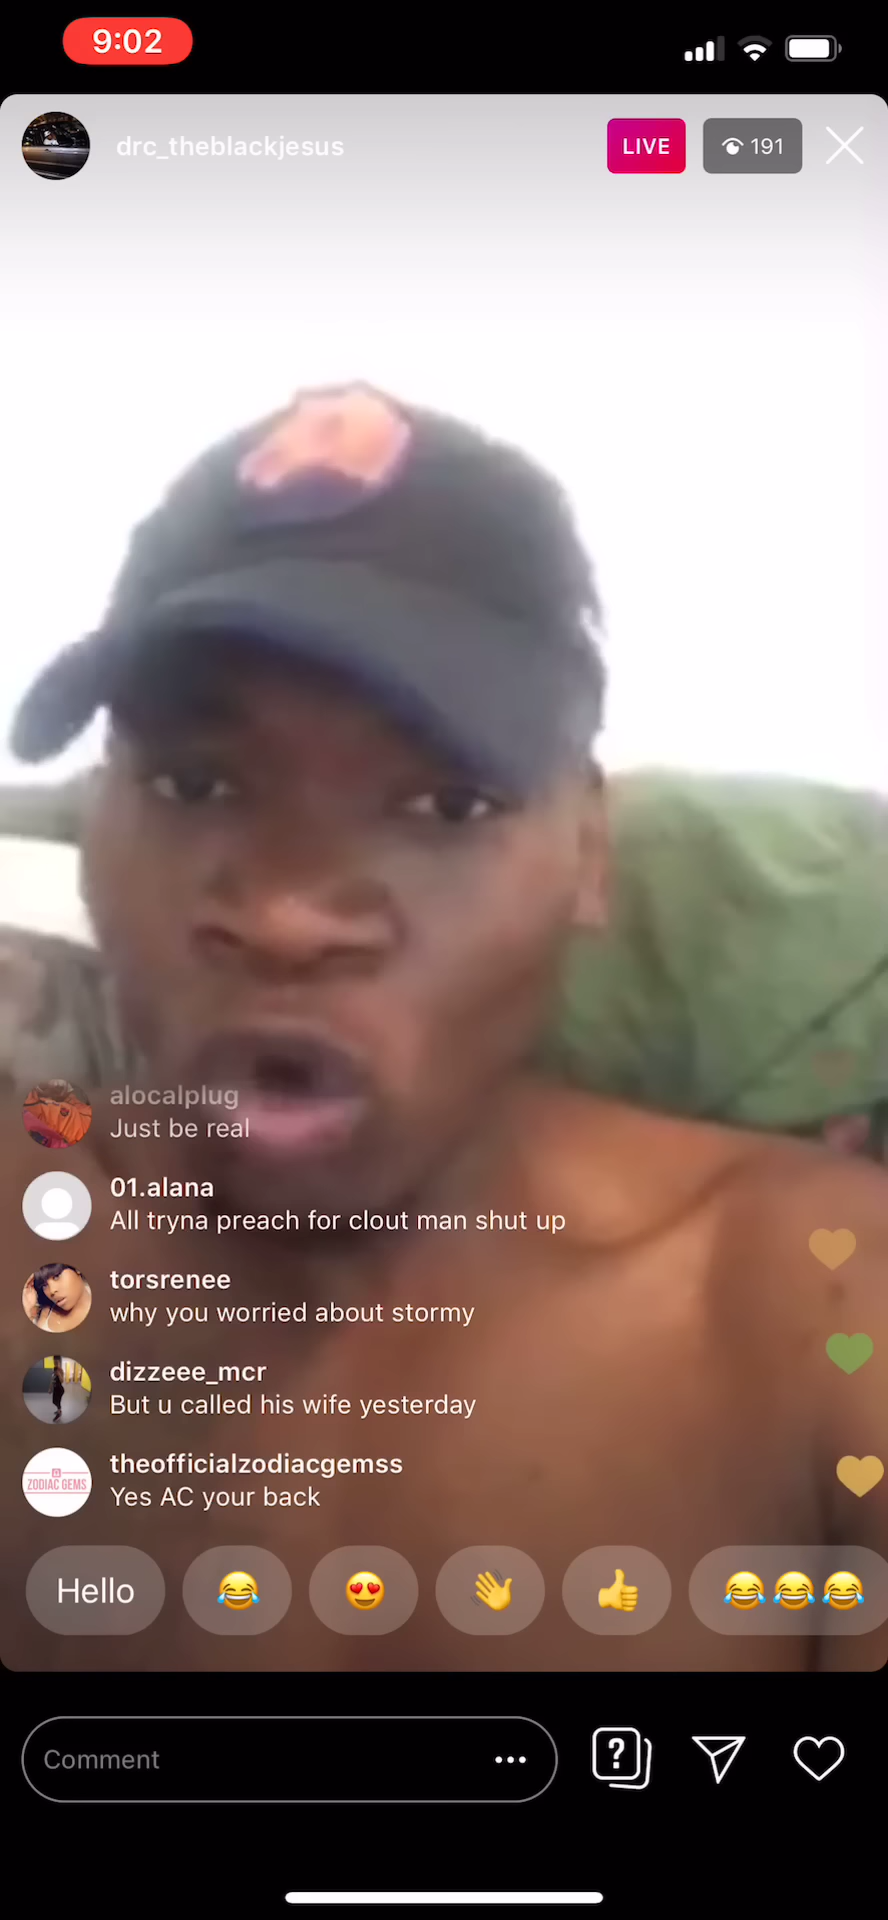 9:02
drc_theblackjesus
LIVE
191
alocalplug
Just be real
01.alana
All tryna preach for clout man shut up
torsrenee
why you worried about stormy
dizzeee_mcr
But u called his wife yesterday
theofficialzodiacgemss
Yes AC your back
ZODIAC GEMS
Hello
Comment
?